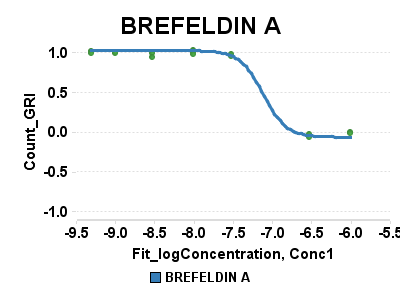 BREFELDIN A
Count_GRI
1.0
0.5
0.0
-0.5
-1.0
-9.5 -9.0 -8.5 -8.0 -7.5 -7.0 -6.5 -6.0 -5.5
Fit_logConcentration, Conc1
BREFELDIN A